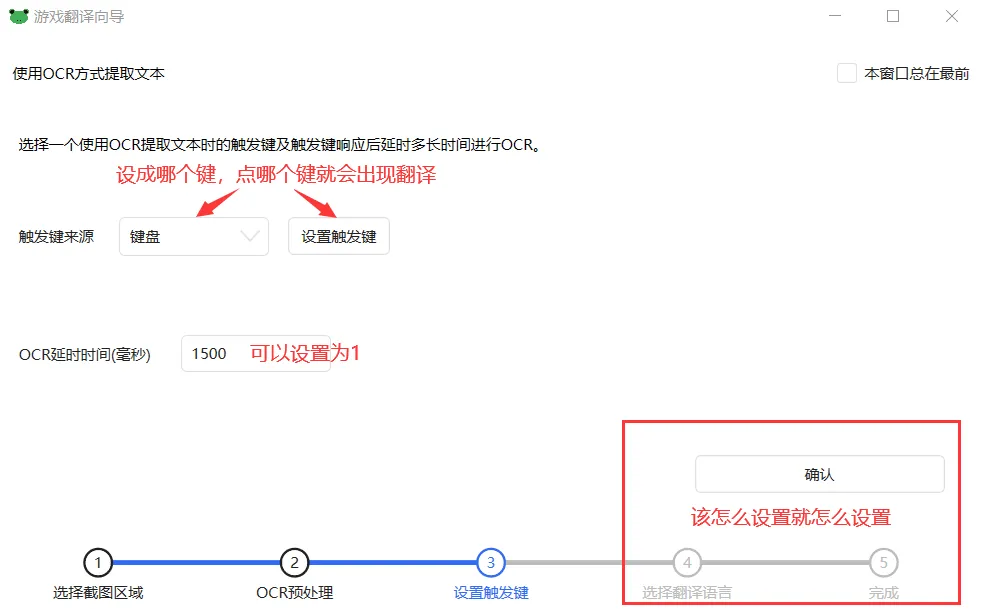 游戏翻译向导
使用OCR方式提取文本
本窗口总在最前
选择一个使用OCR提取文本时的触发键及触发键响应后延时多长时间进行OCR。
设成哪个键，点哪个键就会出现翻译
触发键来源
键盘
设置触发键
OCR延时时间(毫秒)
1500
可以设置为1
确认
该怎么设置就怎么设置
1
2
3
4
5
选择截图区域
OCR预处理
设置触发键
选择翻译语言
完成